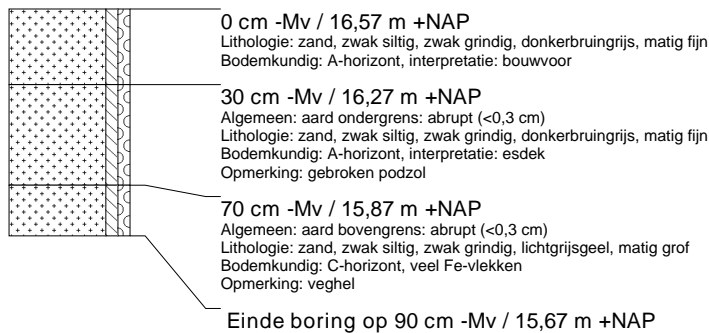 0 cm -Mv / 16,57 m +NAP
Lithologie: zand, zwak siltig, zwak grindig, donkerbruingrijs, matig fijn
Bodemkundig: A-horizont, interpretatie: bouwvoor
30 cm -Mv / 16,27 m +NAP
Algemeen: aard ondergrens: abrupt (<0,3 cm)
Lithologie: zand, zwak siltig, zwak grindig, donkerbruingrijs, matig fijn
Bodemkundig: A-horizont, interpretatie: esdek
Opmerking: gebroken podzol
70 cm -Mv / 15,87 m +NAP
Algemeen: aard bovengrens: abrupt (<0,3 cm)
Lithologie: zand, zwak siltig, zwak grindig, lichtgrijsgeel, matig grof
Bodemkundig: C-horizont, veel Fe-vlekken
Opmerking: veghel
Einde boring op 90 cm -Mv / 15,67 m +NAP